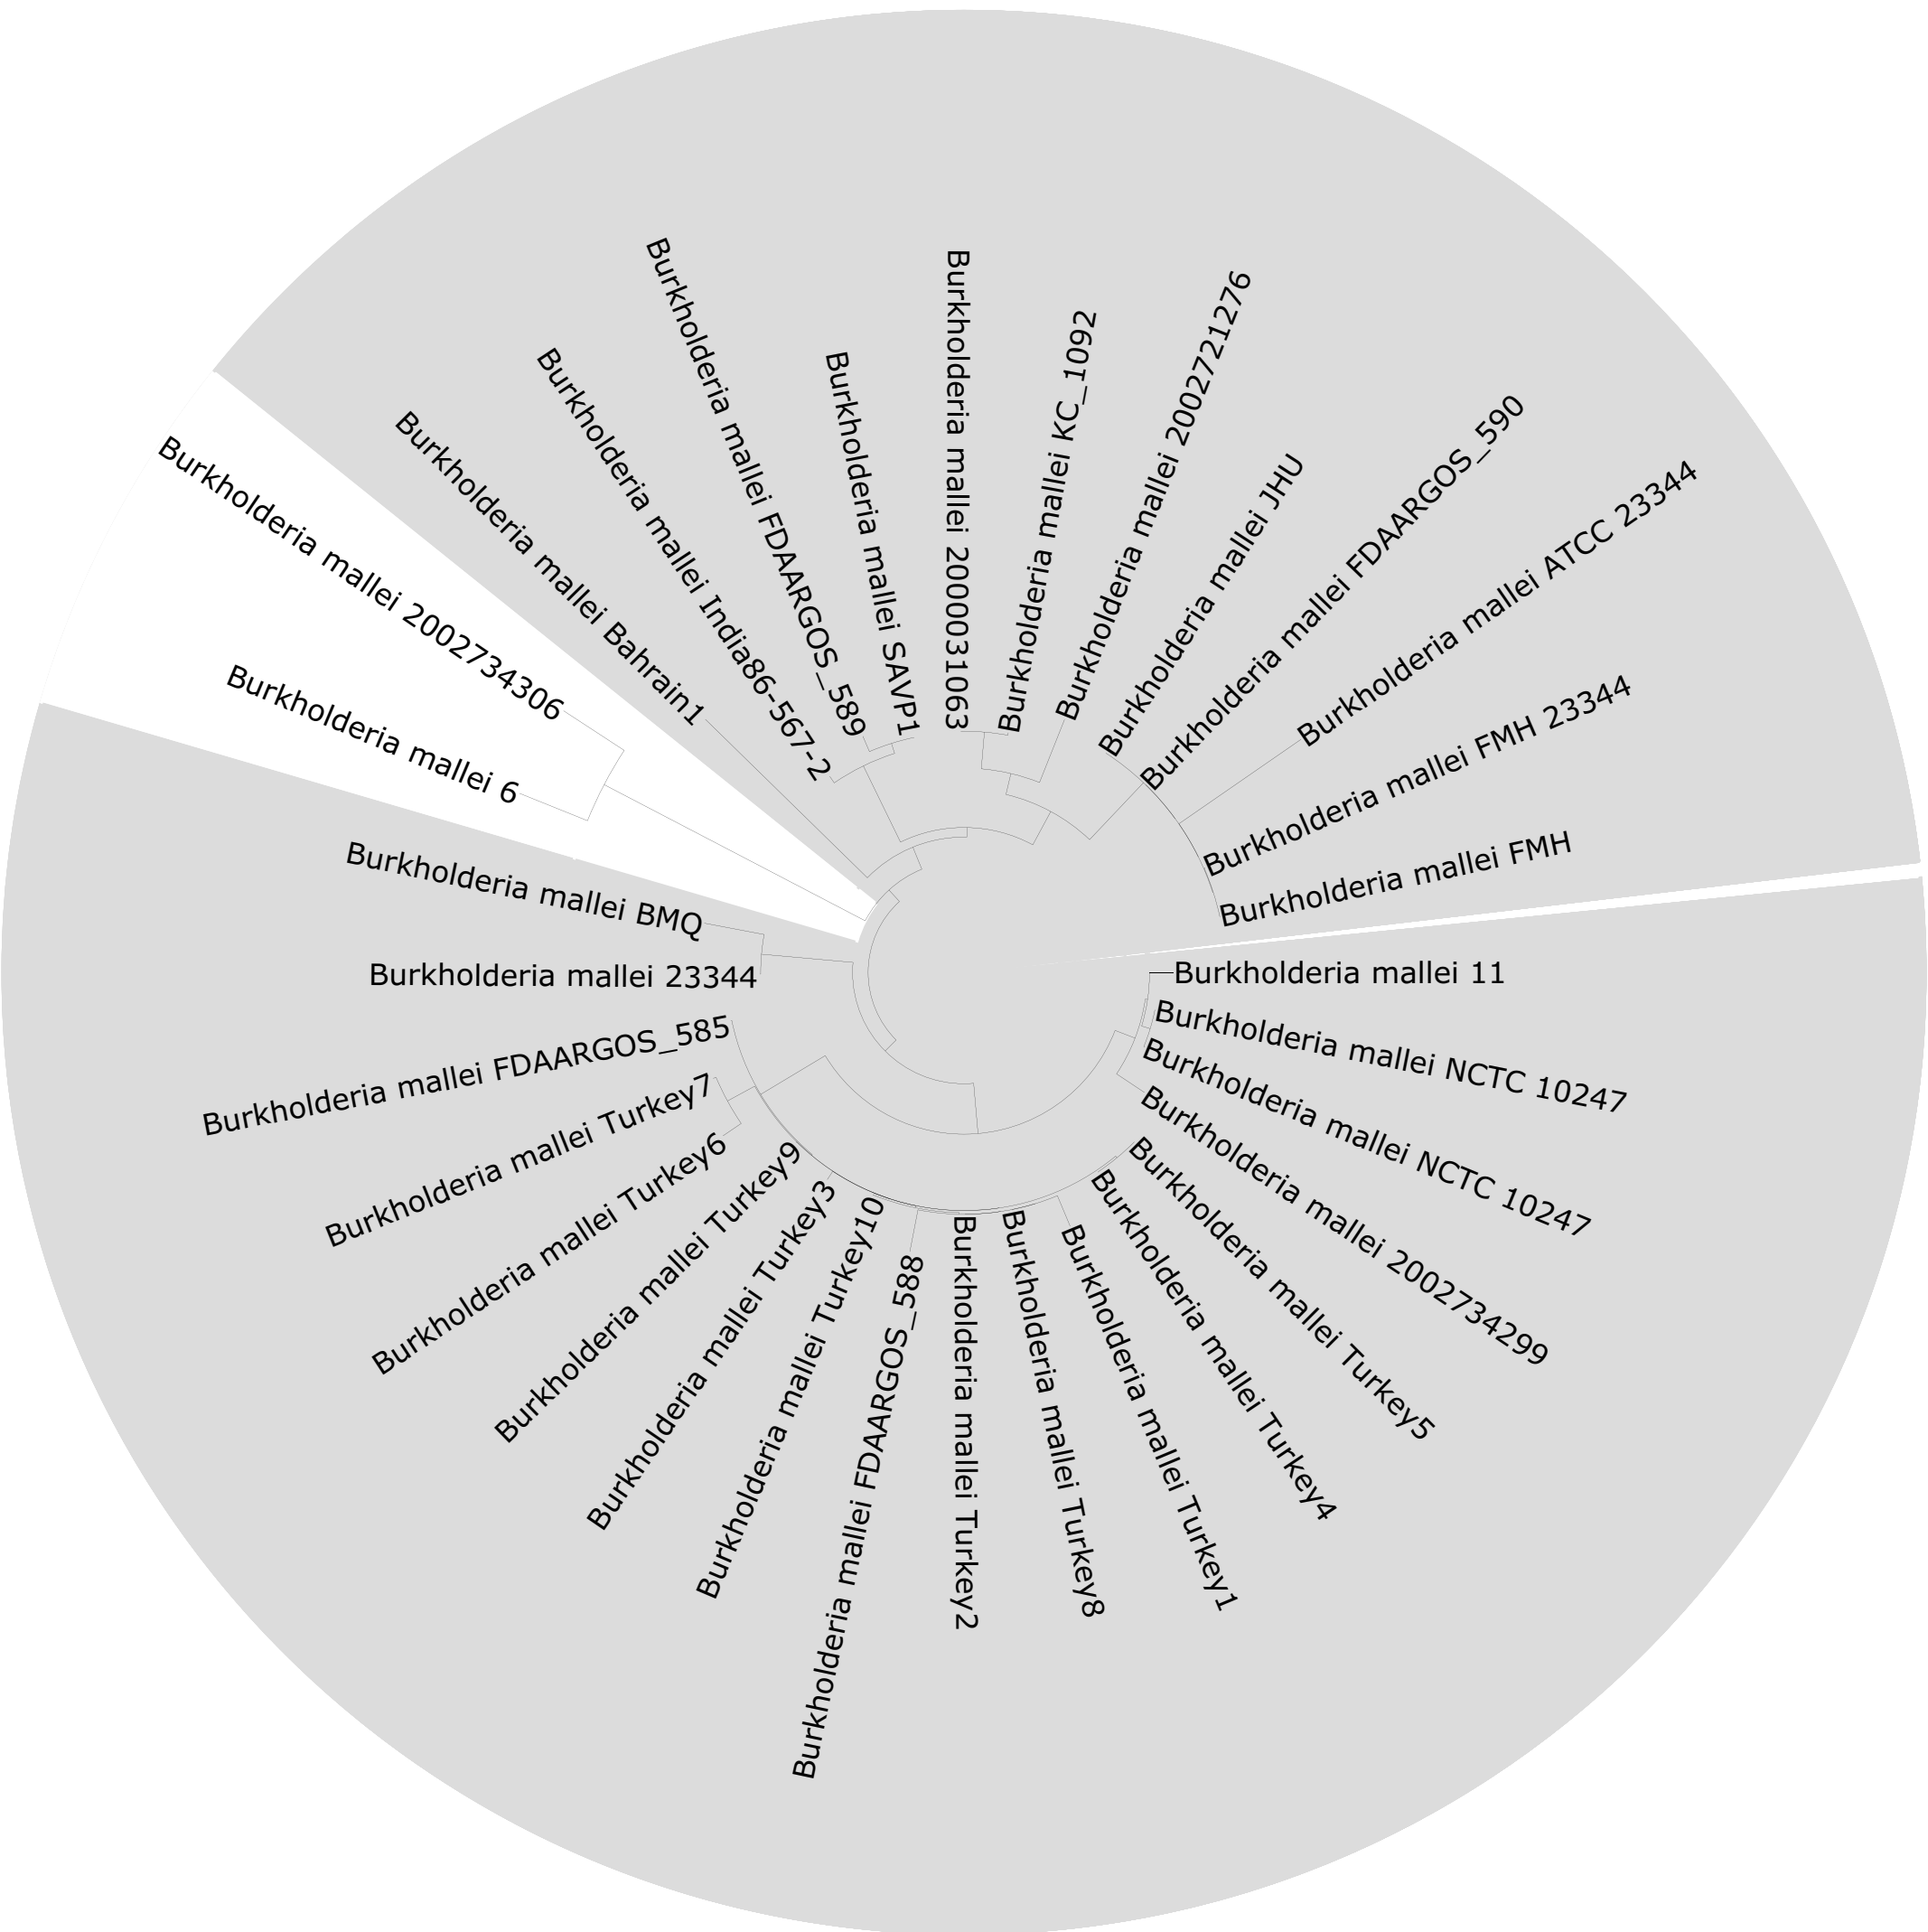 Burkholderia mallei FDAARGOS_589
Burkholderia mallei SAVP1
Burkholderia mallei 2000031063
Burkholderia mallei KC_1092
Burkholderia mallei 2002721276
Burkholderia mallei JHU
Burkholderia mallei FDAARGOS_590
Burkholderia mallei ATCC 23344
Burkholderia mallei FMH 23344
Burkholderia mallei FMH
Burkholderia mallei 11
Burkholderia mallei NCTC 10247
Burkholderia mallei NCTC 10247
Burkholderia mallei 2002734299
Burkholderia mallei Turkey5
Burkholderia mallei Turkey4
Burkholderia mallei Turkey1
Burkholderia mallei Turkey8
Burkholderia mallei Turkey2
Burkholderia mallei FDAARGOS_588
Burkholderia mallei Turkey10
Burkholderia mallei Turkey3
Burkholderia mallei Turkey9
Burkholderia mallei Turkey6
Burkholderia mallei Turkey7
Burkholderia mallei FDAARGOS_585
Burkholderia mallei 23344
Burkholderia mallei BMQ
Burkholderia mallei 6
Burkholderia mallei 2002734306
Burkholderia mallei Bahrain1
Burkholderia mallei India86-567-2